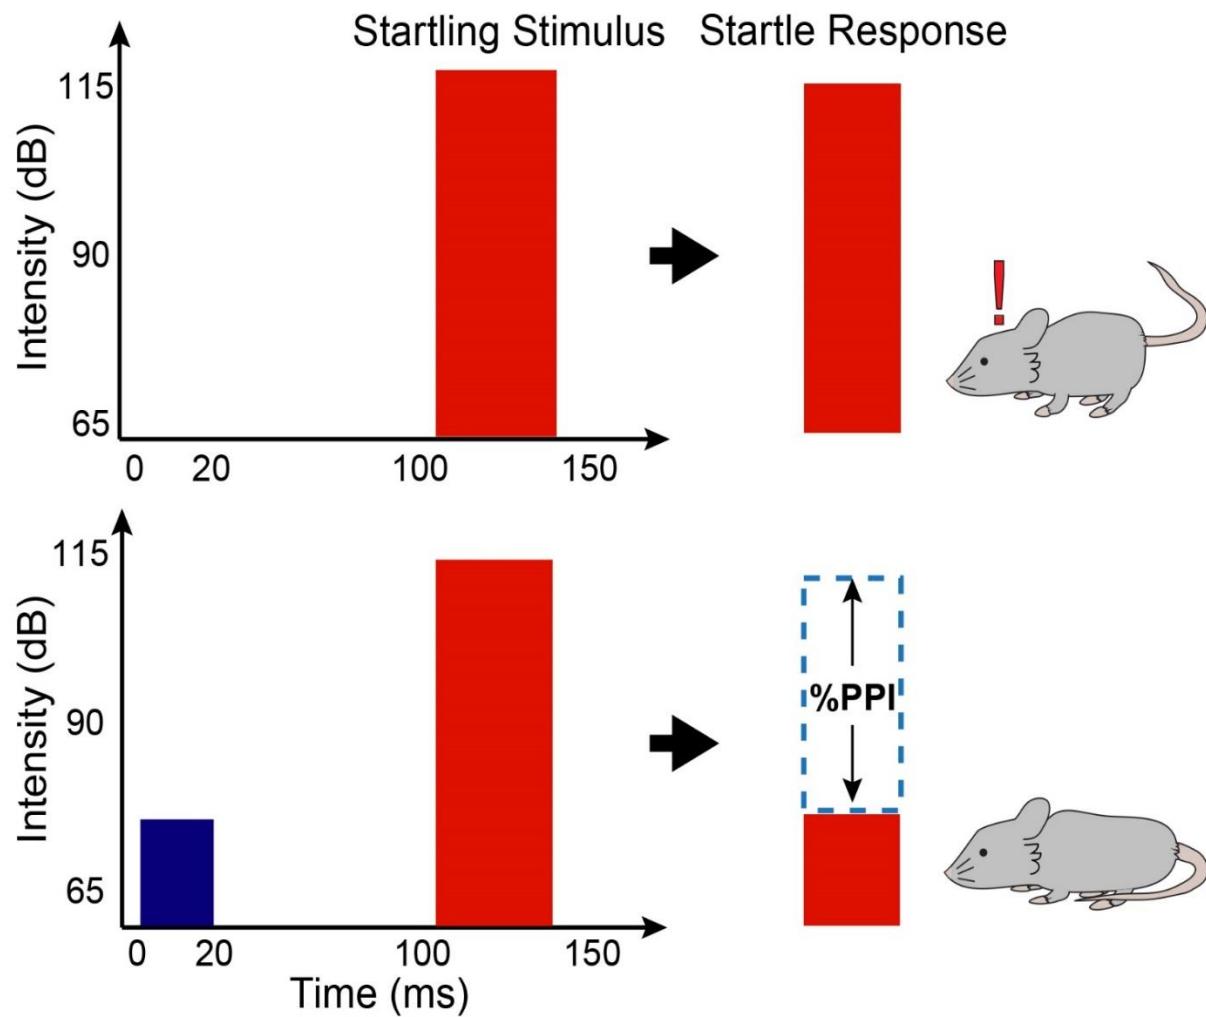 Startling Stimulus
Startle Response
Intensity (dB)
115
90
65
0 20 100 150
!
Intensity (dB)
115
90
65
%PPI
0 20 100 150
Time (ms)